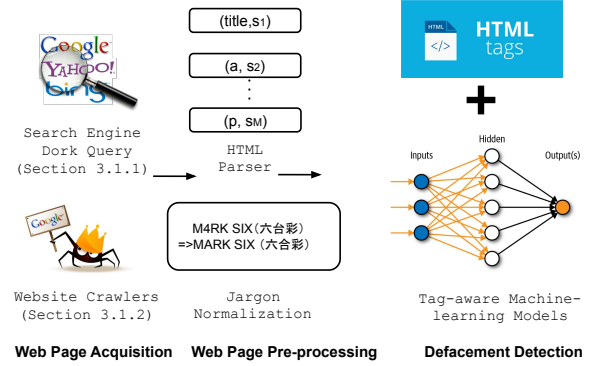 Google
YAHOO!
bing
Search Engine
Dork Query
(Section 3.1.1)
Google
Website Crawlers
(Section 3.1.2)
Web Page Acquisition
(title,s1)
(a, s2)
(p, sM)
HTML
Parser
M4RK SIX(六台彩)
=>MARK SIX (六合彩)
Jargon
Normalization
Web Page Pre-processing
HTML
</>
HTML
tags
+
Hidden
Inputs
Output(s)
Tag-aware Machine-
learning Models
Defacement Detection